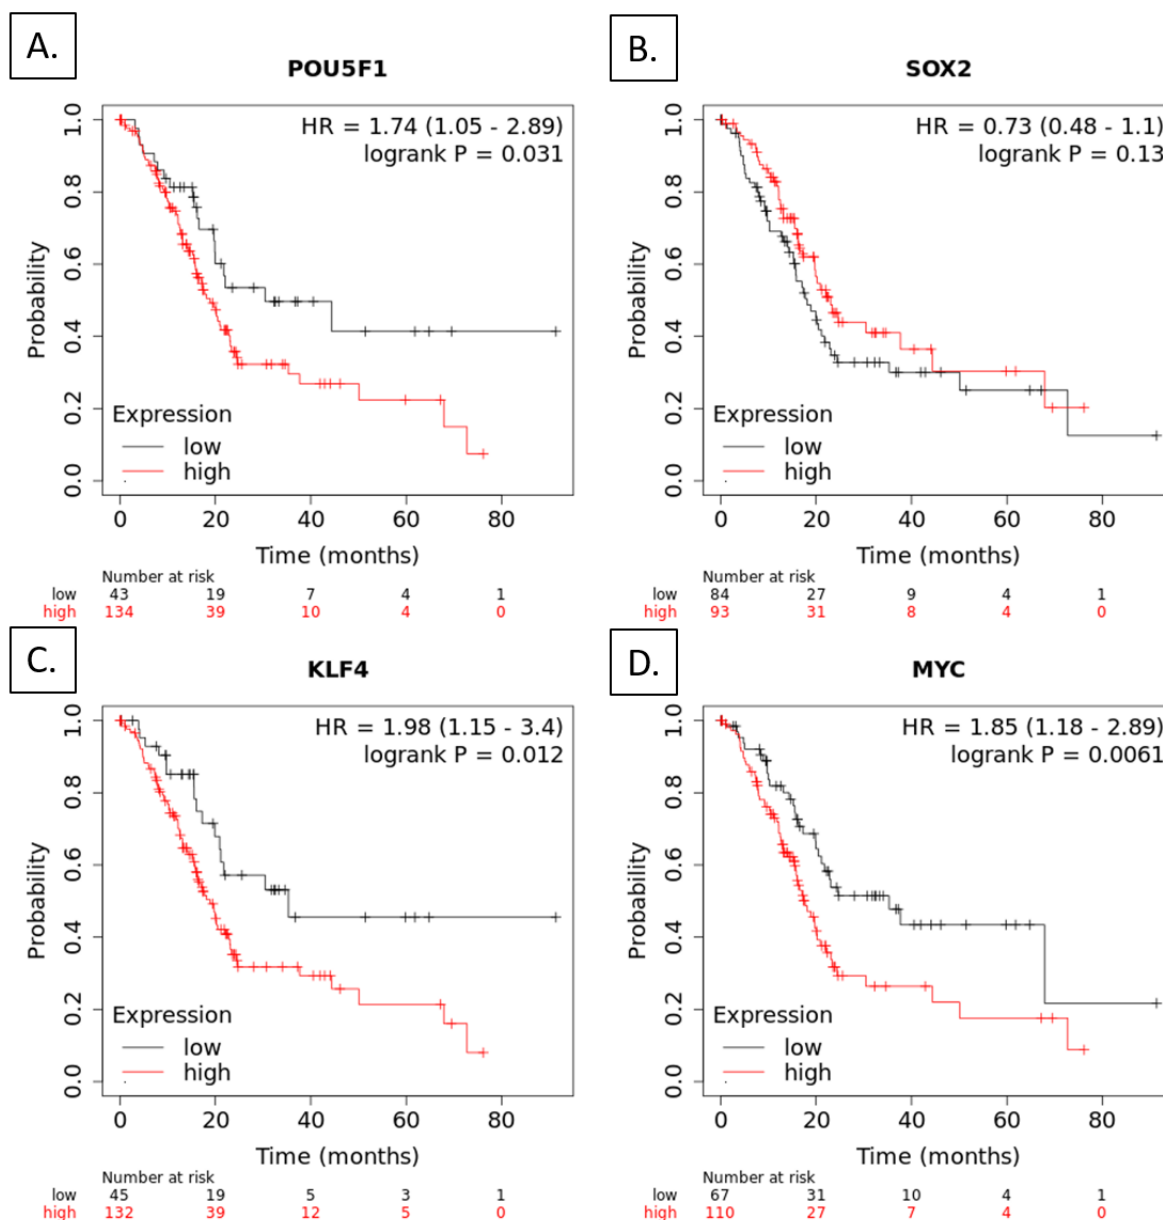 A.
POU5F1
HR = 1.74 (1.05 - 2.89)
logrank P = 0.031
Probability
1.0
0.8
0.6
0.4
0.2
0.0
Expression
low
high
0 20 40 60 80
Time (months)
Number at risk
low 43 19 7 4 1
high 134 39 10 4 0
B.
SOX2
HR = 0.73 (0.48 - 1.1)
logrank P = 0.13
Probability
1.0
0.8
0.6
0.4
0.2
0.0
Expression
low
high
0 20 40 60 80
Time (months)
Number at risk
low 84 27 9 4 1
high 93 31 8 4 0
C.
KLF4
HR = 1.98 (1.15 - 3.4)
logrank P = 0.012
Probability
1.0
0.8
0.6
0.4
0.2
0.0
Expression
low
high
0 20 40 60 80
Time (months)
Number at risk
low 45 19 5 3 1
high 132 39 12 5 0
D.
MYC
HR = 1.85 (1.18 - 2.89)
logrank P = 0.0061
Probability
1.0
0.8
0.6
0.4
0.2
0.0
Expression
low
high
0 20 40 60 80
Time (months)
Number at risk
low 67 31 10 4 1
high 110 27 7 4 0